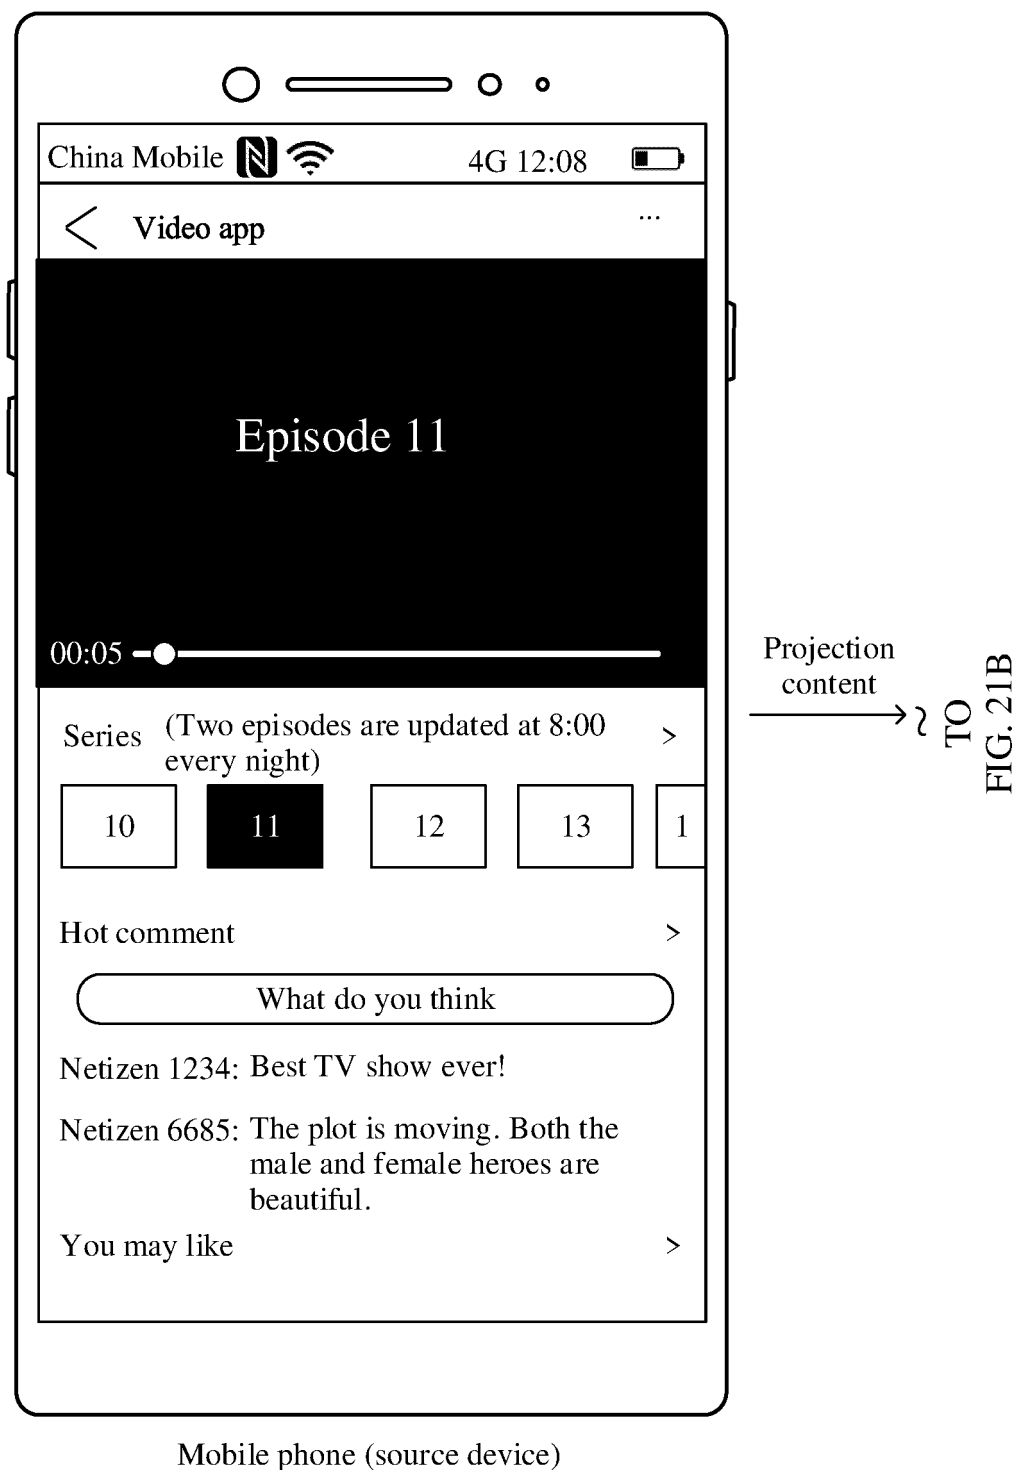 China Mobile 4G 12:08
Video app ...
Episode 11
00:05
Series (Two episodes are updated at 8:00
every night) >
10 11 12 13 1
Hot comment >
What do you think
Netizen 1234: Best TV show ever!
Netizen 6685: The plot is moving. Both the
male and female heroes are
beautiful.
You may like >
Mobile phone (source device)
Projection
content
TO
FIG. 21B